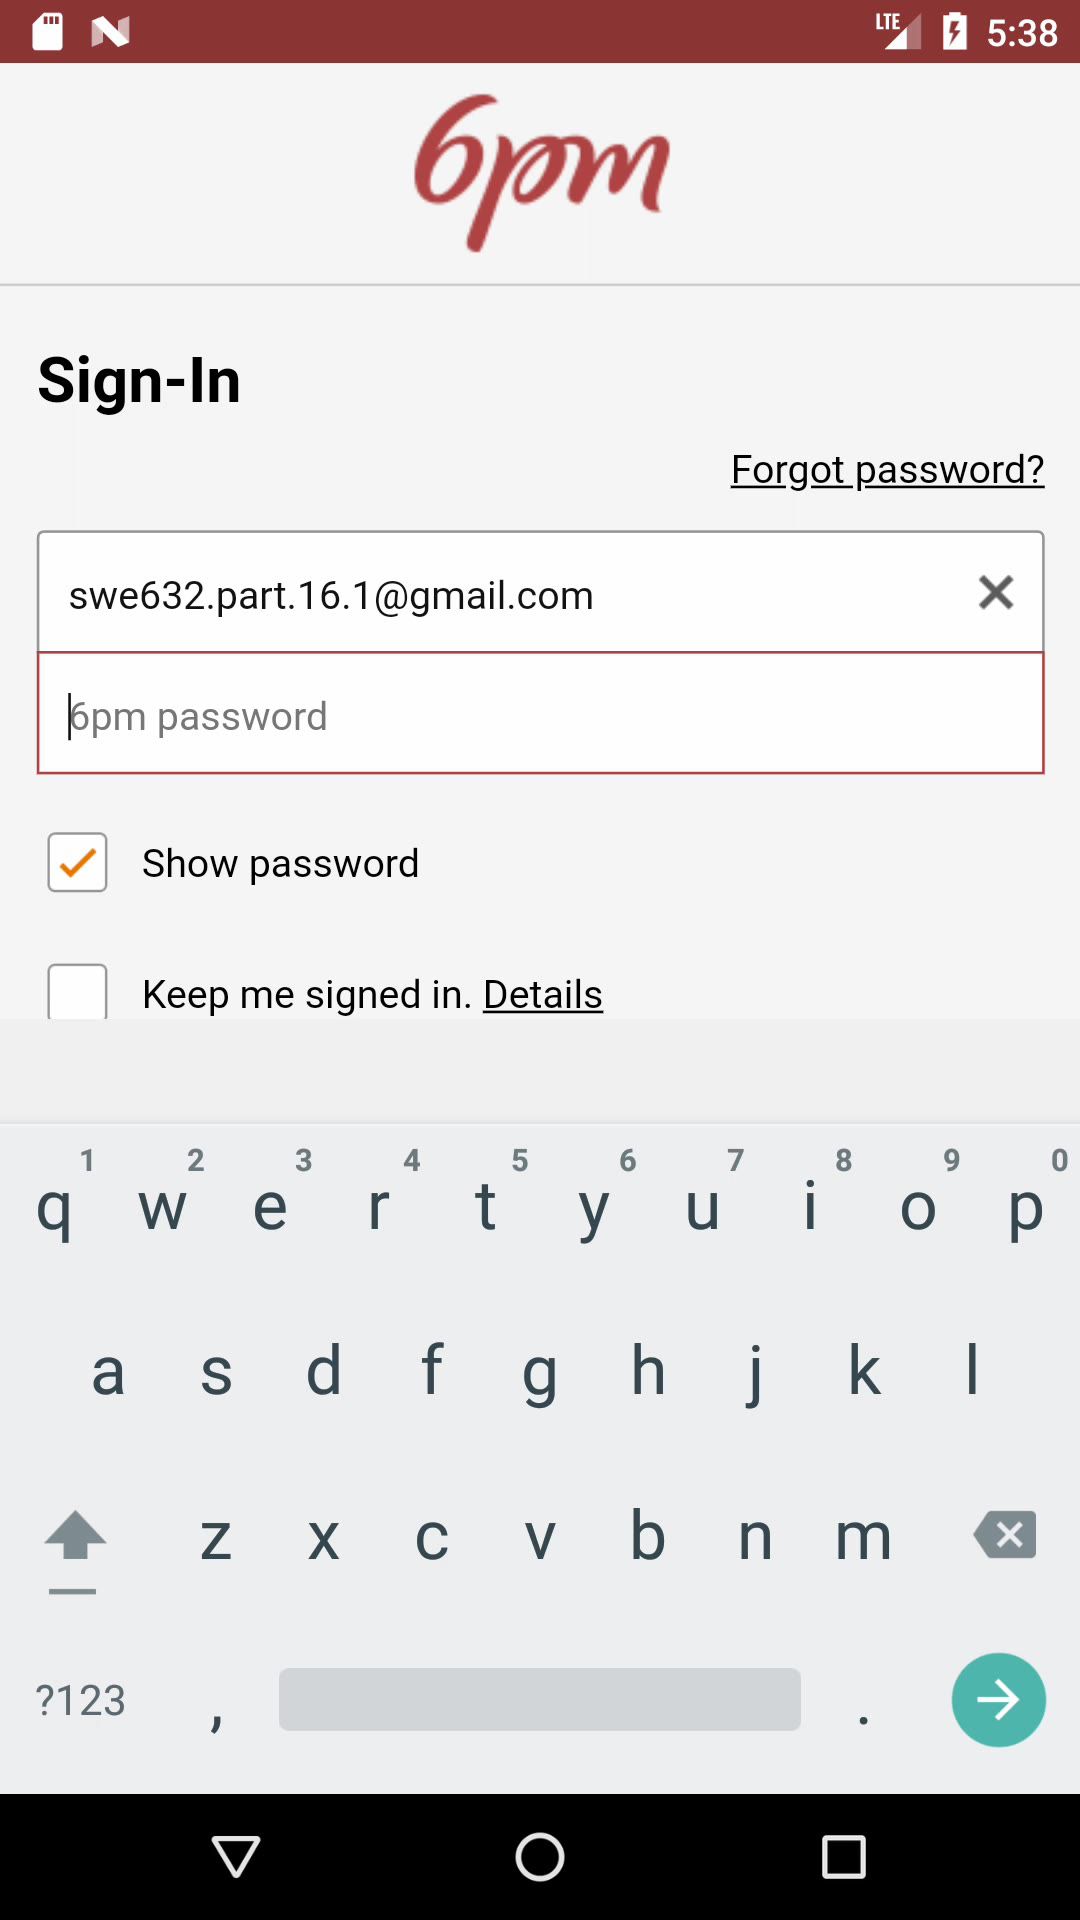 LTE 5:38
6pm
Sign-In
Forgot password?
swe632.part.16.1@gmail.com
6pm password
Show password
Keep me signed in. Details
1 2 3 4 5 6 7 8 9 0
q w e r t y u i o p
a s d f g h j k l
z x c v b n m
?123 , .